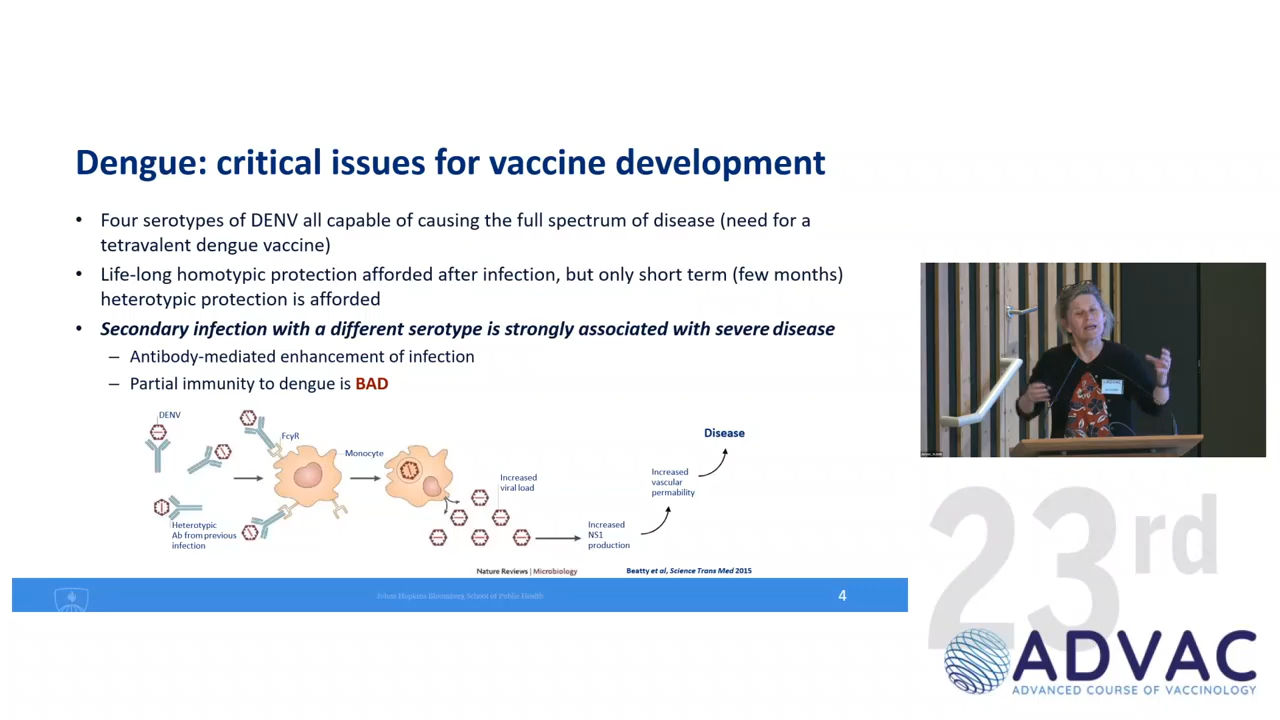 Dengue: critical issues for vaccine development
• Four serotypes of DENV all capable of causing the full spectrum of disease (need for a
tetravalent dengue vaccine)
• Life-long homotypic protection afforded after infection, but only short term (few months)
heterotypic protection is afforded
• Secondary infection with a different serotype is strongly associated with severe disease
– Antibody-mediated enhancement of infection
– Partial immunity to dengue is BAD
DENV
FcγR
Monocyte
Heterotypic
Ab from previous
infection
Increased
viral load
Increased
NS1
production
Increased
vascular
permability
Disease
Nature Reviews | Microbiology
Beatty et al, Science Trans Med 2015
Johns Hopkins Bloomberg School of Public Health
4
23rd
ADVAC
ADVANCED COURSE OF VACCINOLOGY